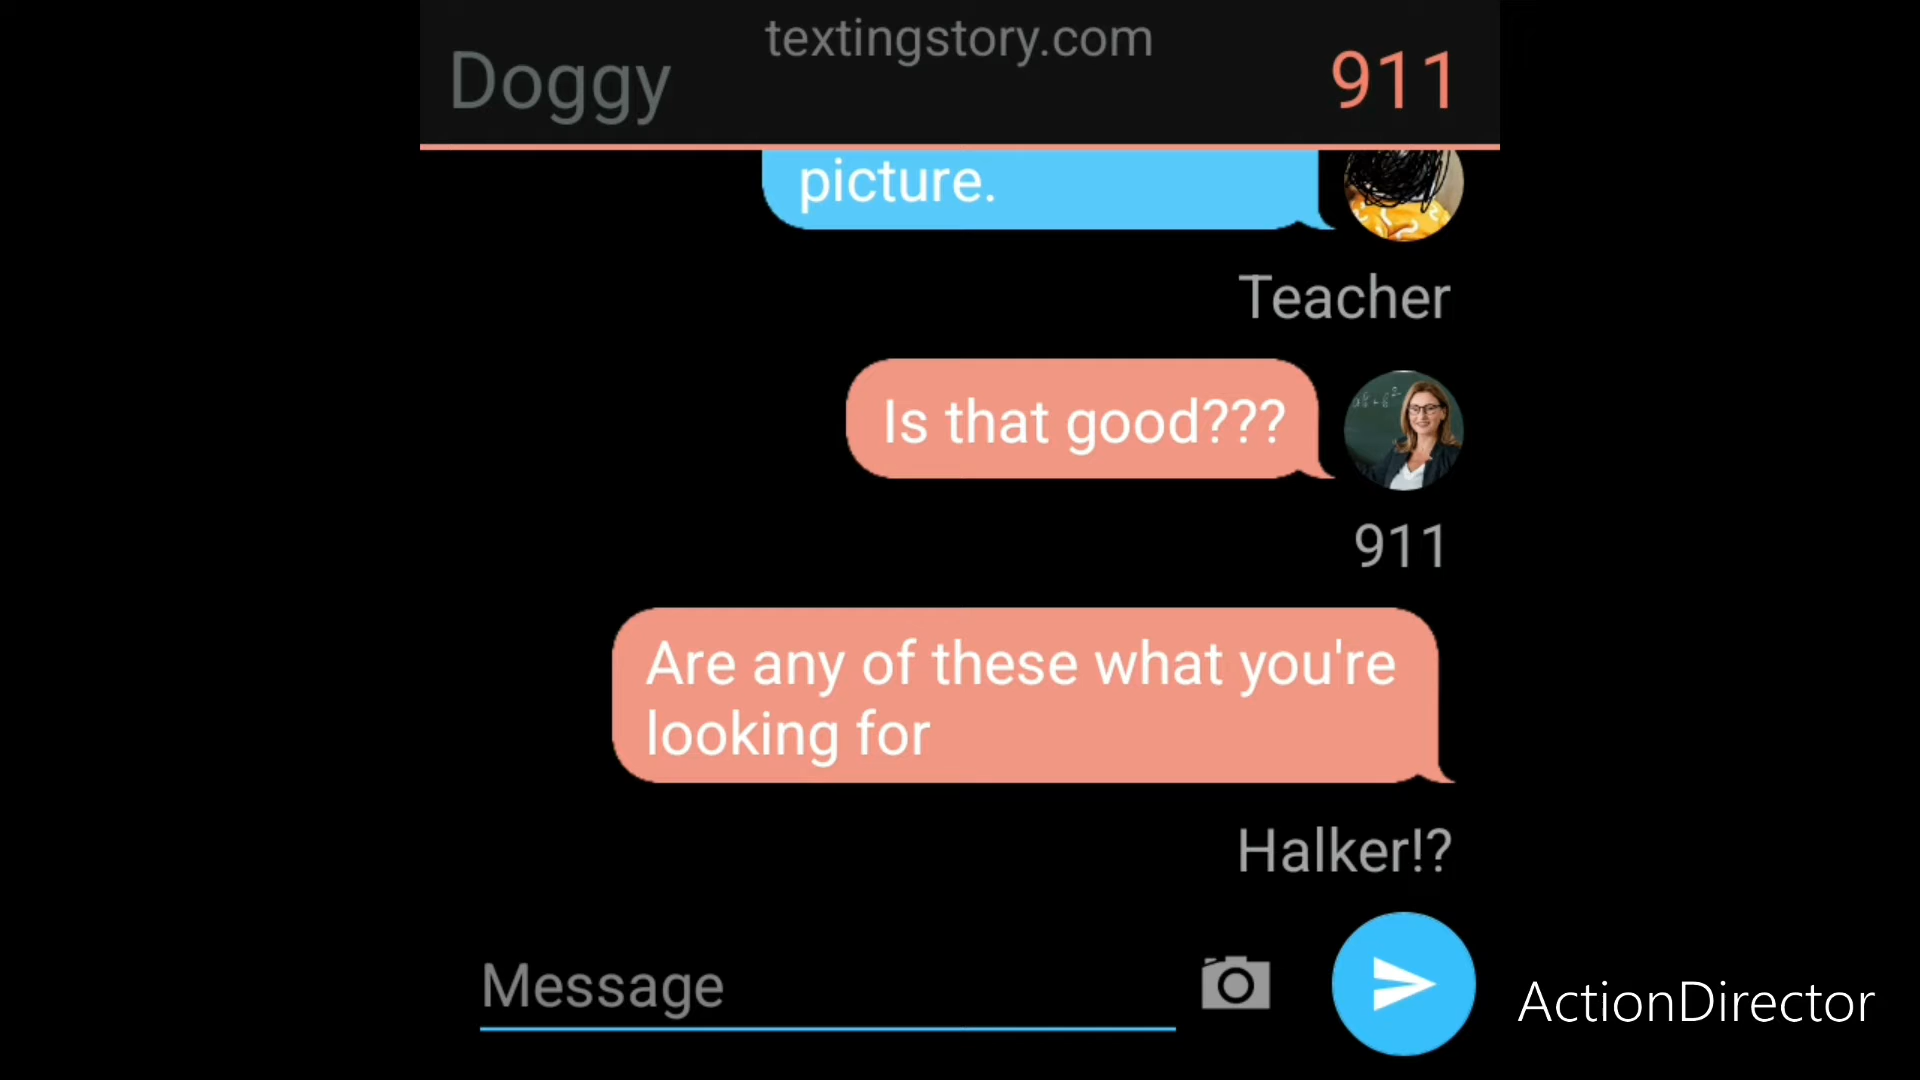 textingstory.com
Doggy
911
picture.
Teacher
Is that good???
911
Are any of these what you're
looking for
Halker!?
Message
ActionDirector